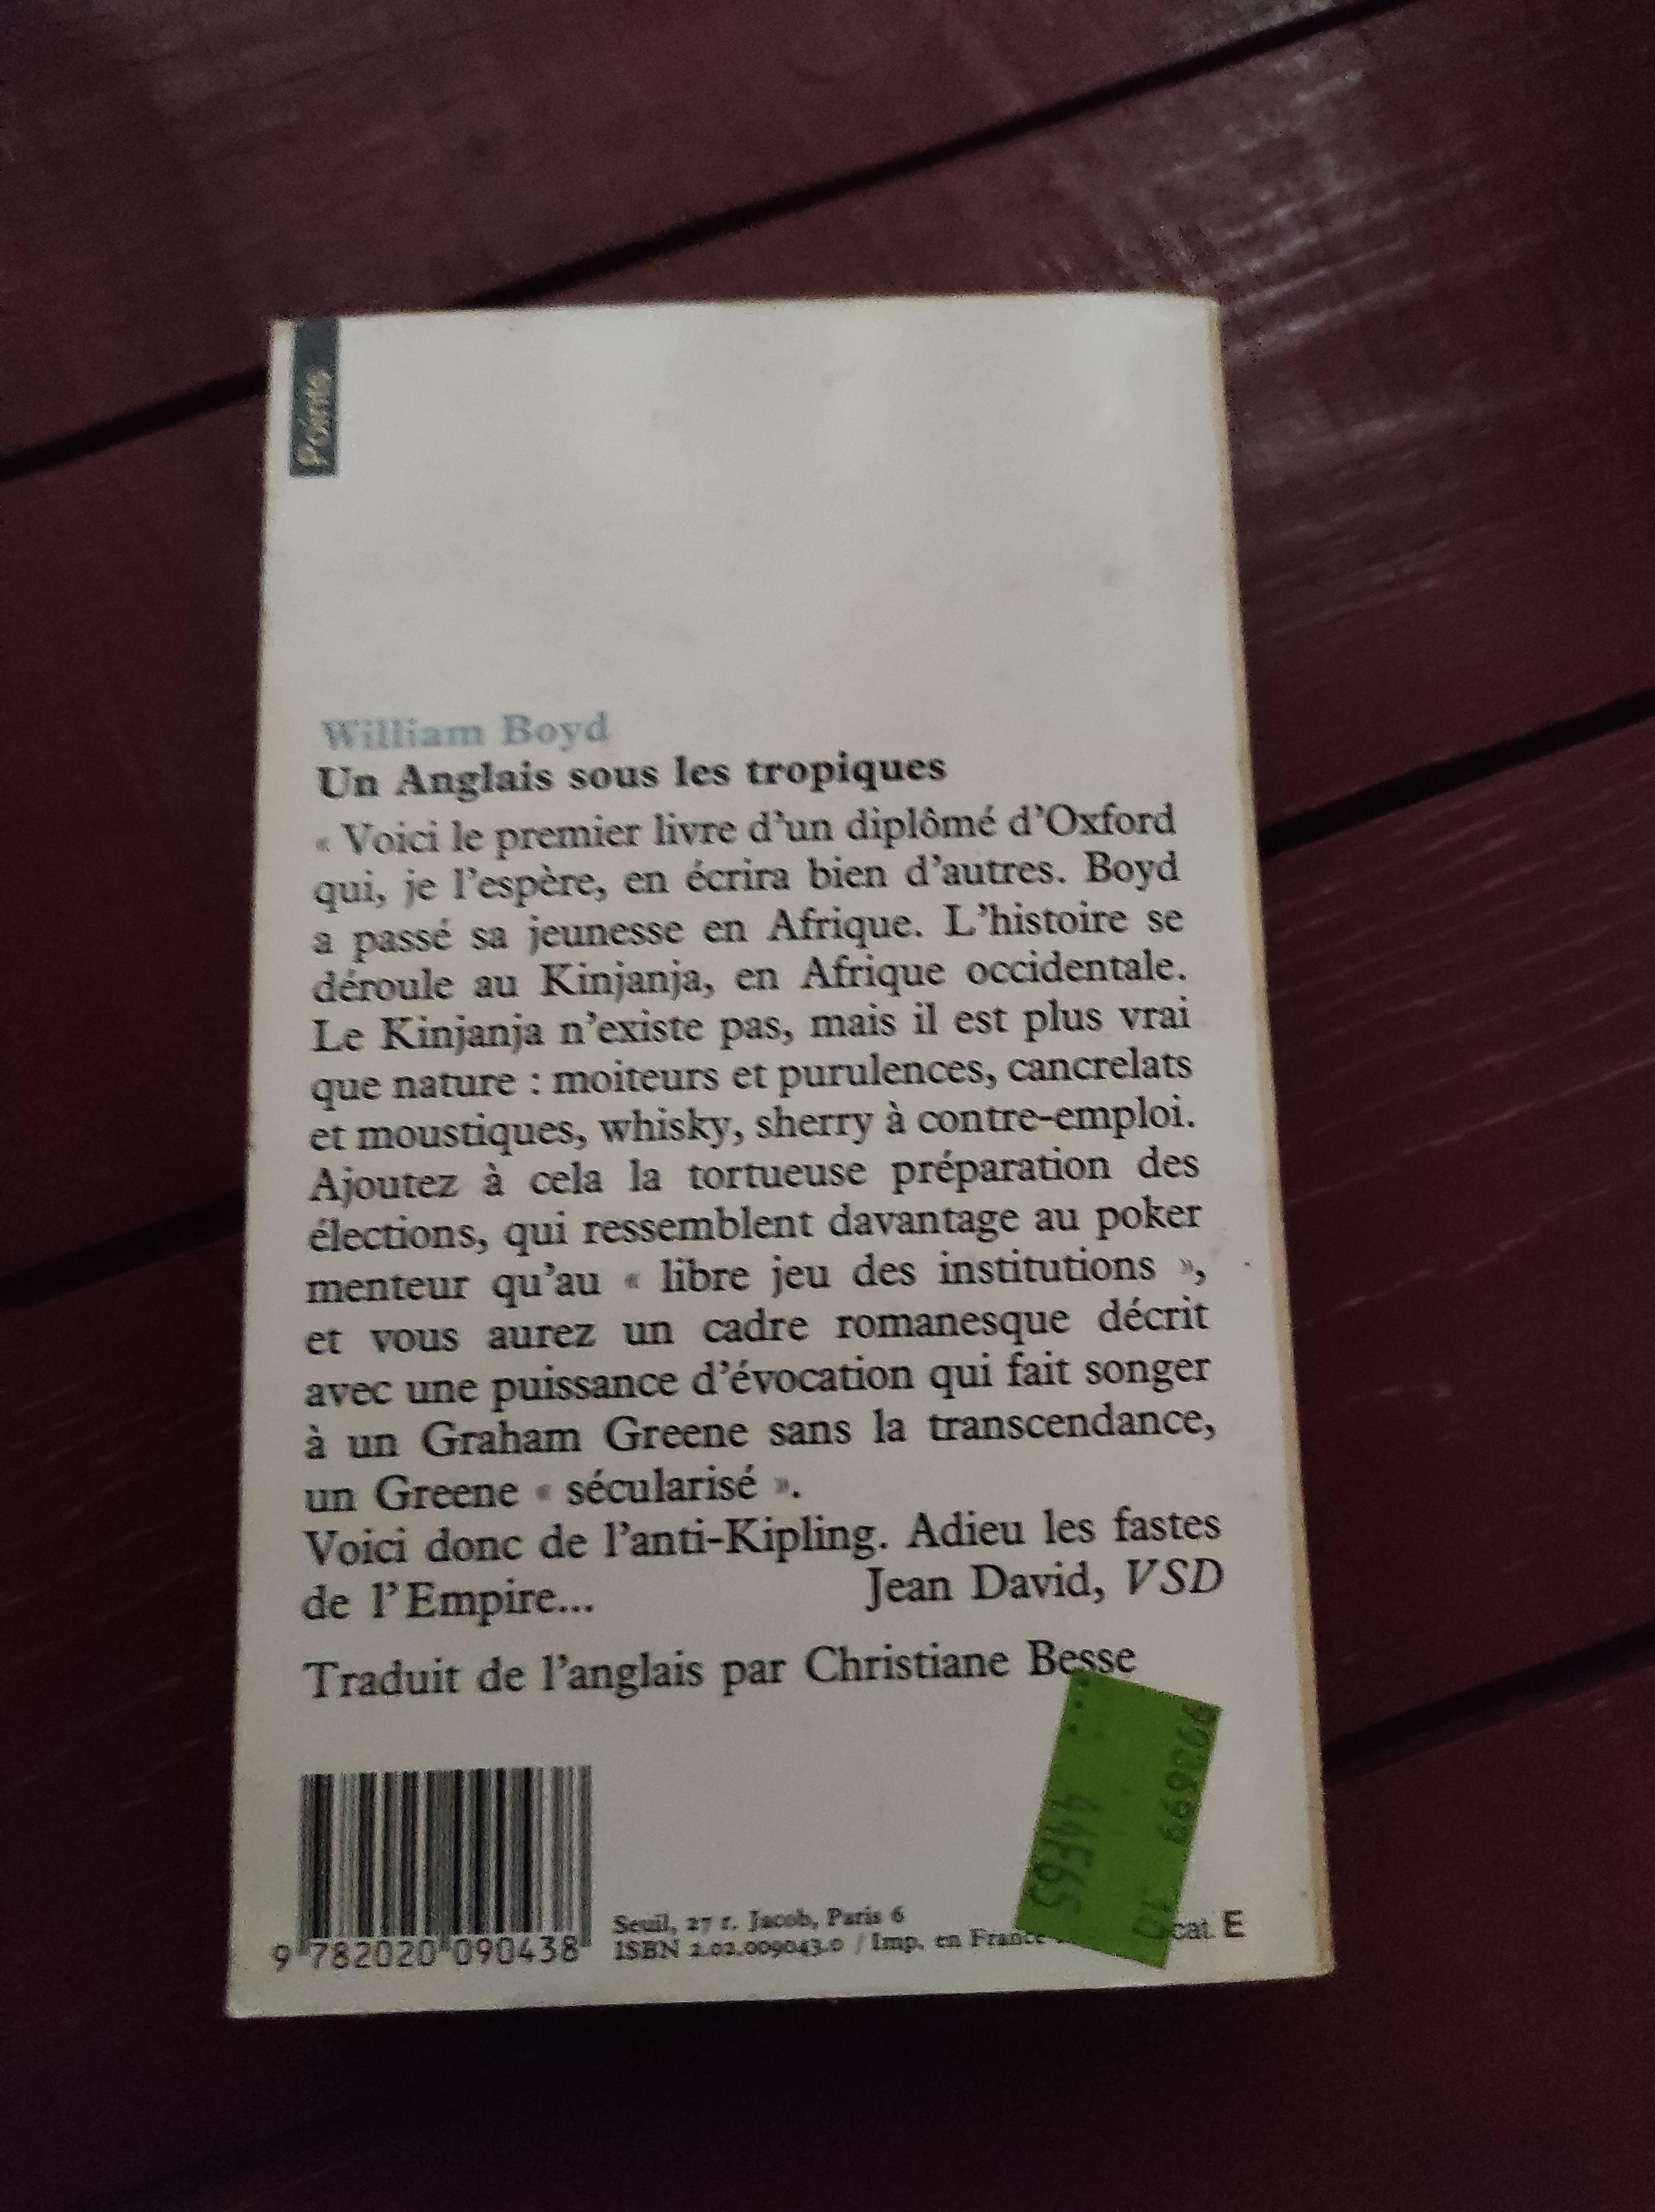 Points
William Boyd
Un Anglais sous les tropiques
« Voici le premier livre d'un diplômé d'Oxford
qui, je l'espère, en écrira bien d'autres. Boyd
a passé sa jeunesse en Afrique. L'histoire se
déroule au Kinjanja, en Afrique occidentale.
Le Kinjanja n'existe pas, mais il est plus vrai
que nature : moiteurs et purulences, cancrelats
et moustiques, whisky, sherry à contre-emploi.
Ajoutez à cela la tortueuse préparation des
élections, qui ressemblent davantage au poker
menteur qu'au « libre jeu des institutions »,
et vous aurez un cadre romanesque décrit
avec une puissance d'évocation qui fait songer
à un Graham Greene sans la transcendance,
un Greene « sécularisé ».
Voici donc de l'anti-Kipling. Adieu les fastes
de l'Empire... Jean David, VSD
Traduit de l'anglais par Christiane Besse
44F65
9 782020 090438
Seuil, 27 r. Jacob, Paris 6
ISBN 2.02.009043.0 / Imp. en France cat. E